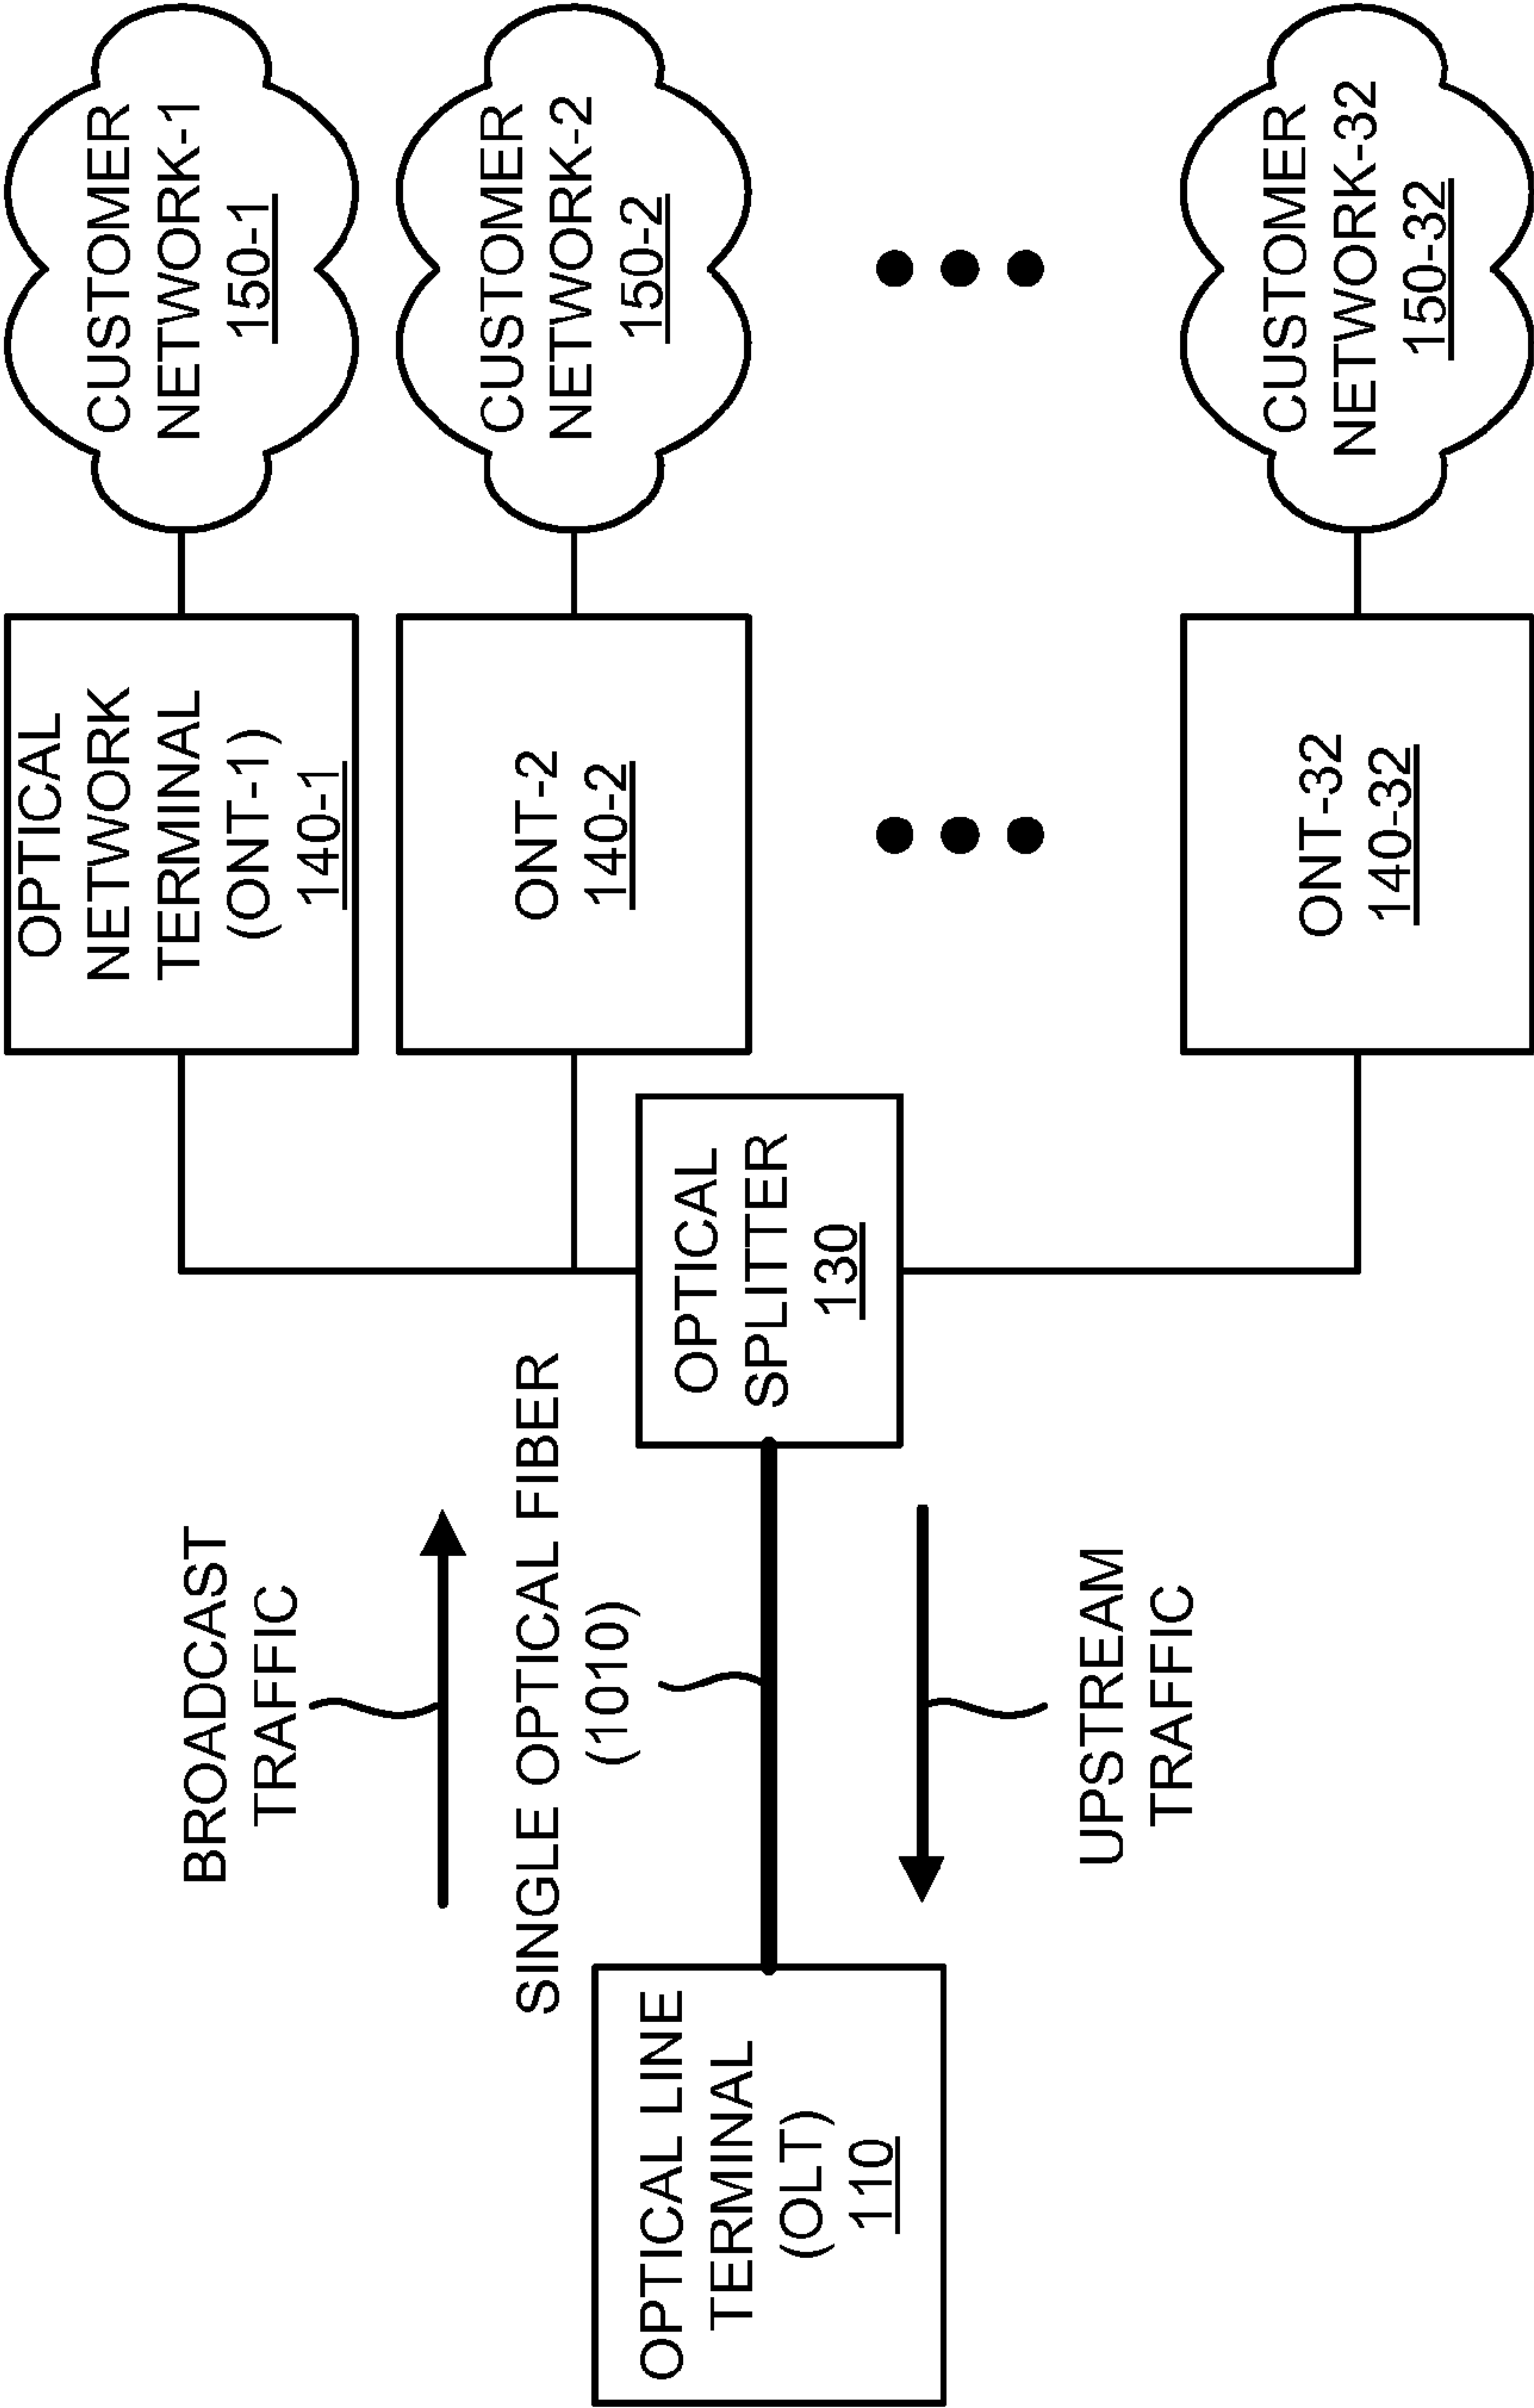 OPTICAL LINE
TERMINAL
(OLT)
110
BROADCAST
TRAFFIC
SINGLE OPTICAL FIBER
(1010)
UPSTREAM
TRAFFIC
OPTICAL
SPLITTER
130
OPTICAL
NETWORK
TERMINAL
(ONT-1)
140-1
ONT-2
140-2
ONT-32
140-32
CUSTOMER
NETWORK-1
150-1
CUSTOMER
NETWORK-2
150-2
CUSTOMER
NETWORK-32
150-32